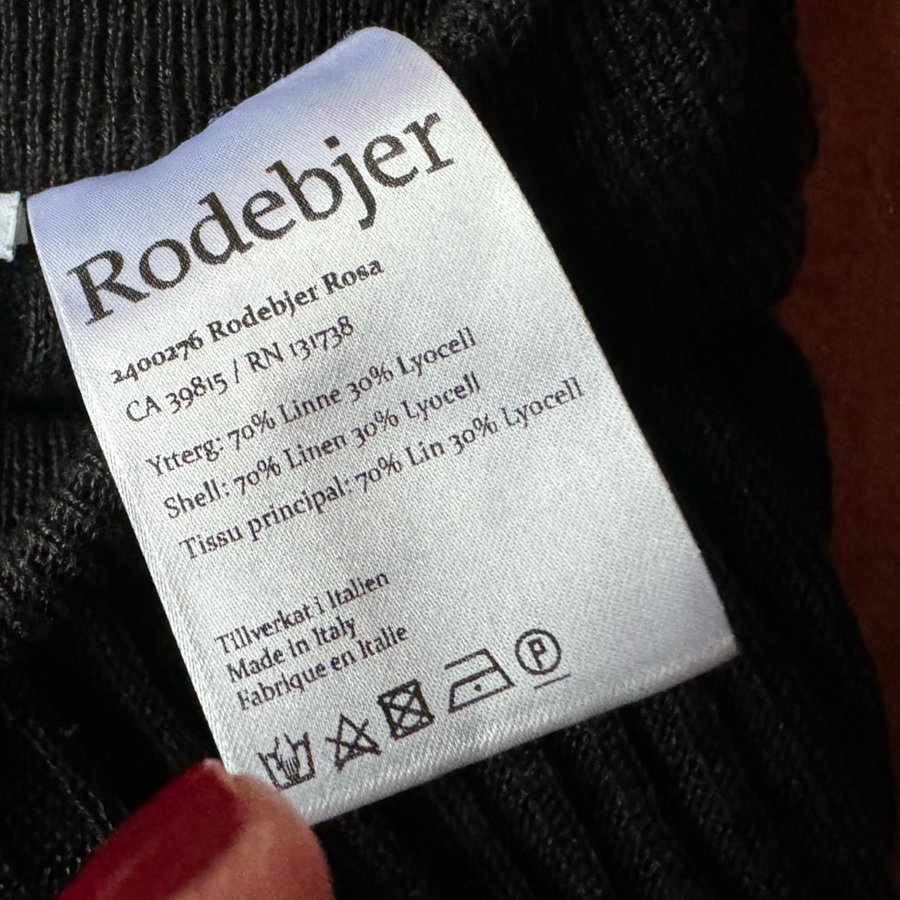 Rodebjer
2400276 Rodebjer Rosa
CA 39815 / RN 131738
Ytterg: 70% Linne 30% Lyocell
Shell: 70% Linen 30% Lyocell
Tissu principal: 70% Lin 30% Lyocell
Tillverkat i Italien
Made in Italy
Fabrique en Italie
P